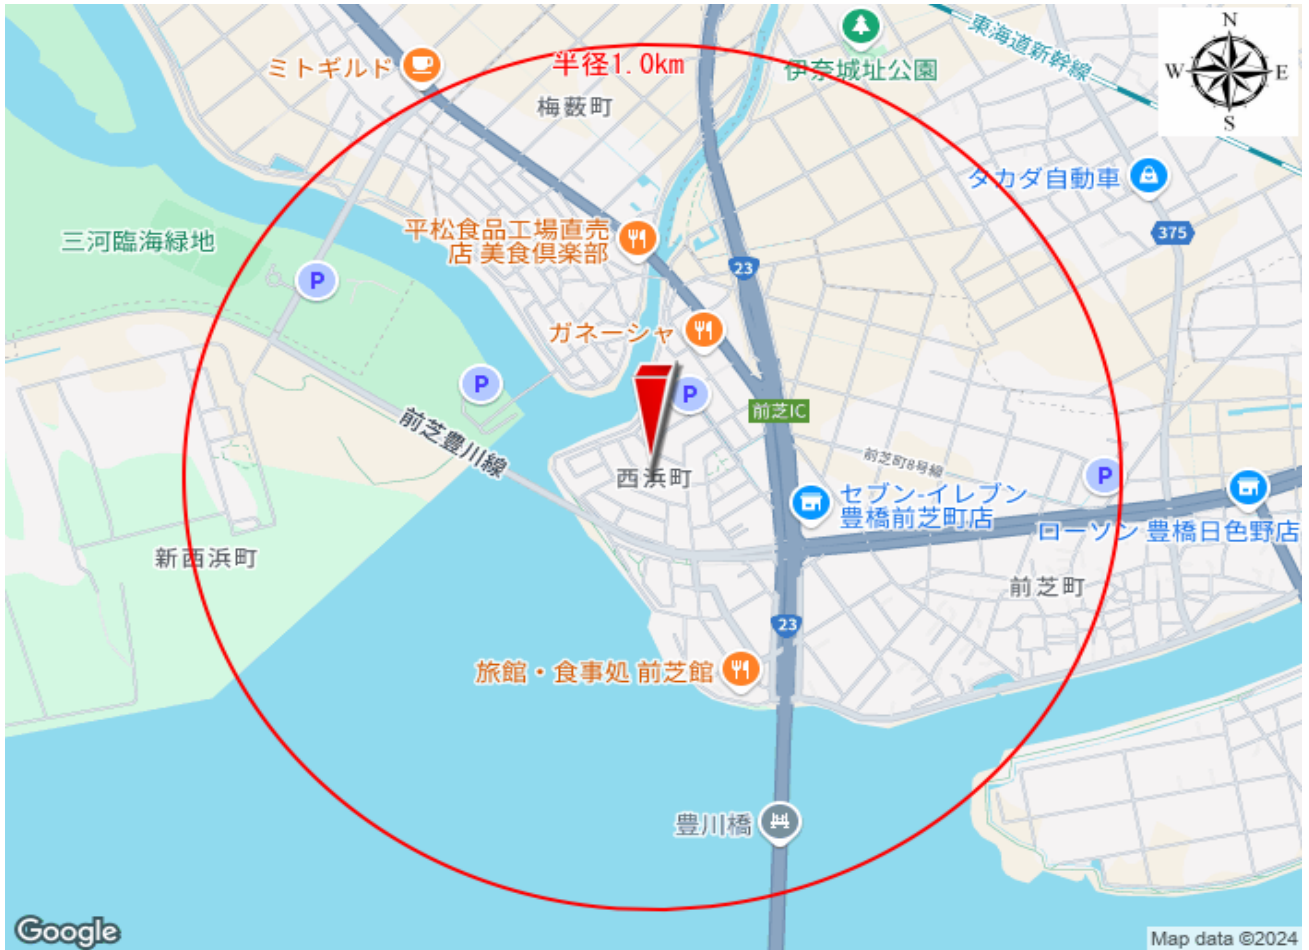 N
W E
S
東海道新幹線
伊奈城址公園
ミトギルド
半径1.0km
梅薮町
タカダ自動車
375
三河臨海緑地
平松食品工場直売
店 美食倶楽部
P
23
ガネーシャ
P
P
前芝IC
前芝豊川線
前芝町8号線
西浜町
P
セブン-イレブン
豊橋前芝町店
ローソン 豊橋日色野店
新西浜町
前芝町
23
旅館・食事処 前芝館
豊川橋
Google
Map data ©2024